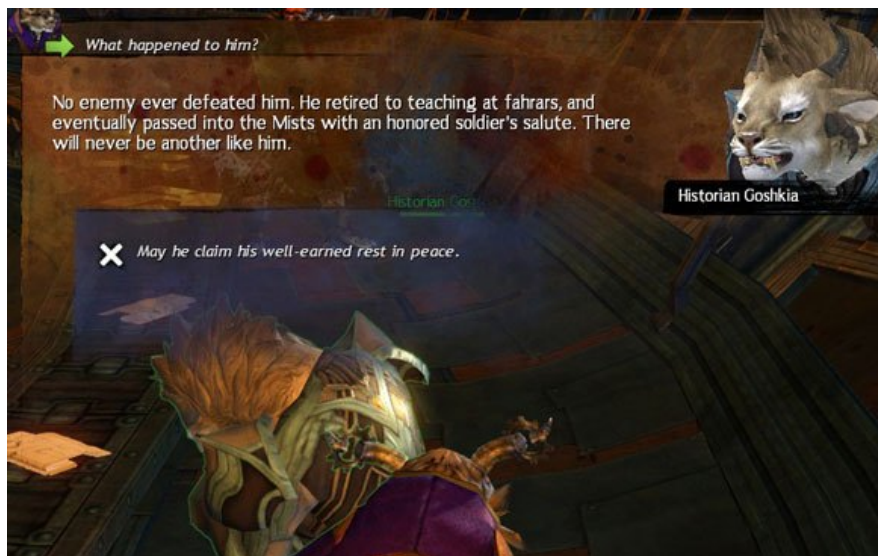 What happened to him?
No enemy ever defeated him. He retired to teaching at fahrars, and
eventually passed into the Mists with an honored soldier's salute. There
will never be another like him.
Historian Goshkia
Historian Gos
May he claim his well-earned rest in peace.